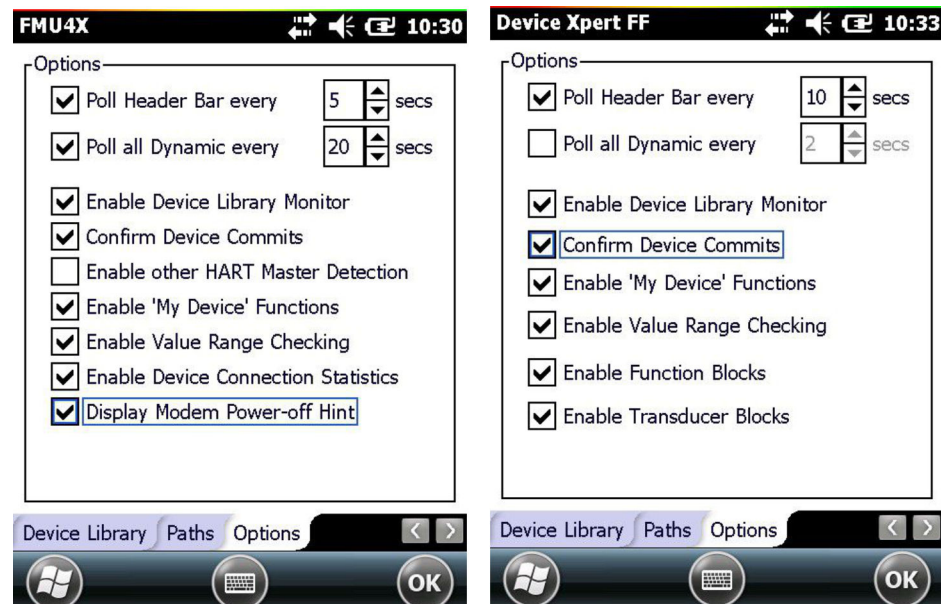 FMU4X 10:30
Options
Poll Header Bar every 5 secs
Poll all Dynamic every 20 secs
Enable Device Library Monitor
Confirm Device Commits
Enable other HART Master Detection
Enable 'My Device' Functions
Enable Value Range Checking
Enable Device Connection Statistics
Display Modem Power-off Hint
Device Library Paths Options
OK
Device Xpert FF 10:33
Options
Poll Header Bar every 10 secs
Poll all Dynamic every 2 secs
Enable Device Library Monitor
Confirm Device Commits
Enable 'My Device' Functions
Enable Value Range Checking
Enable Function Blocks
Enable Transducer Blocks
Device Library Paths Options
OK